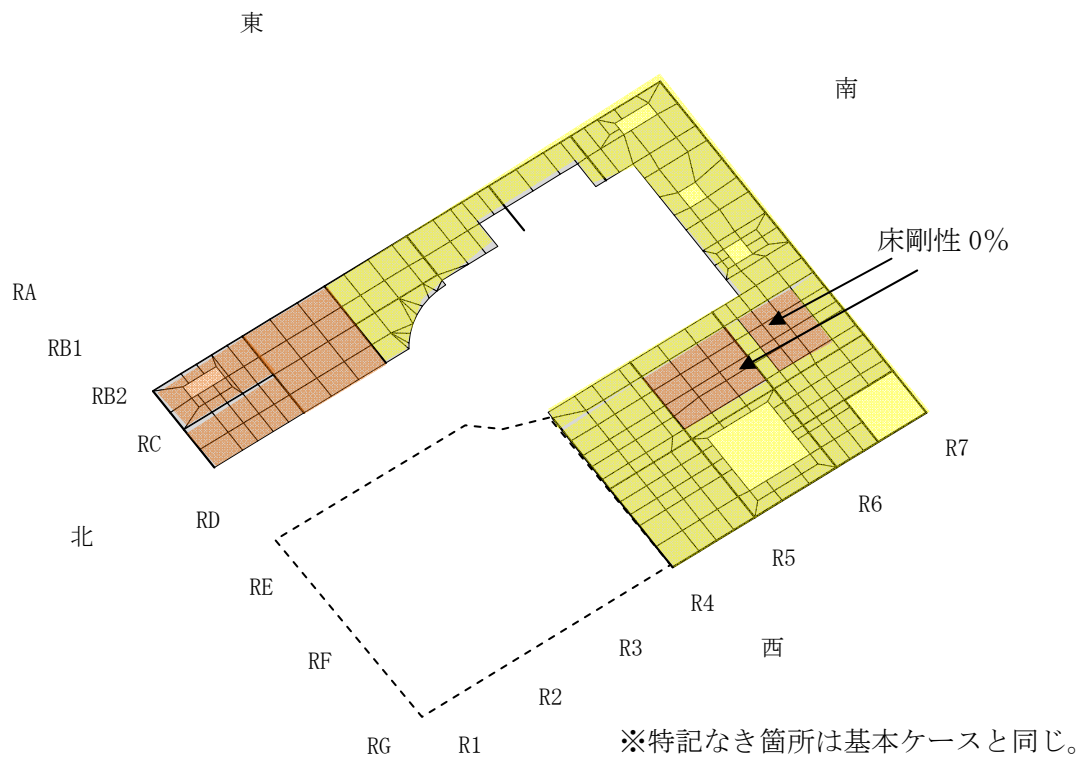 東
南
床剛性 0%
RA
RB1
RB2
RC
RD
北
RE
RF
RG
R1
R2
R3
R4
R5
R6
R7
西
※特記なき箇所は基本ケースと同じ。